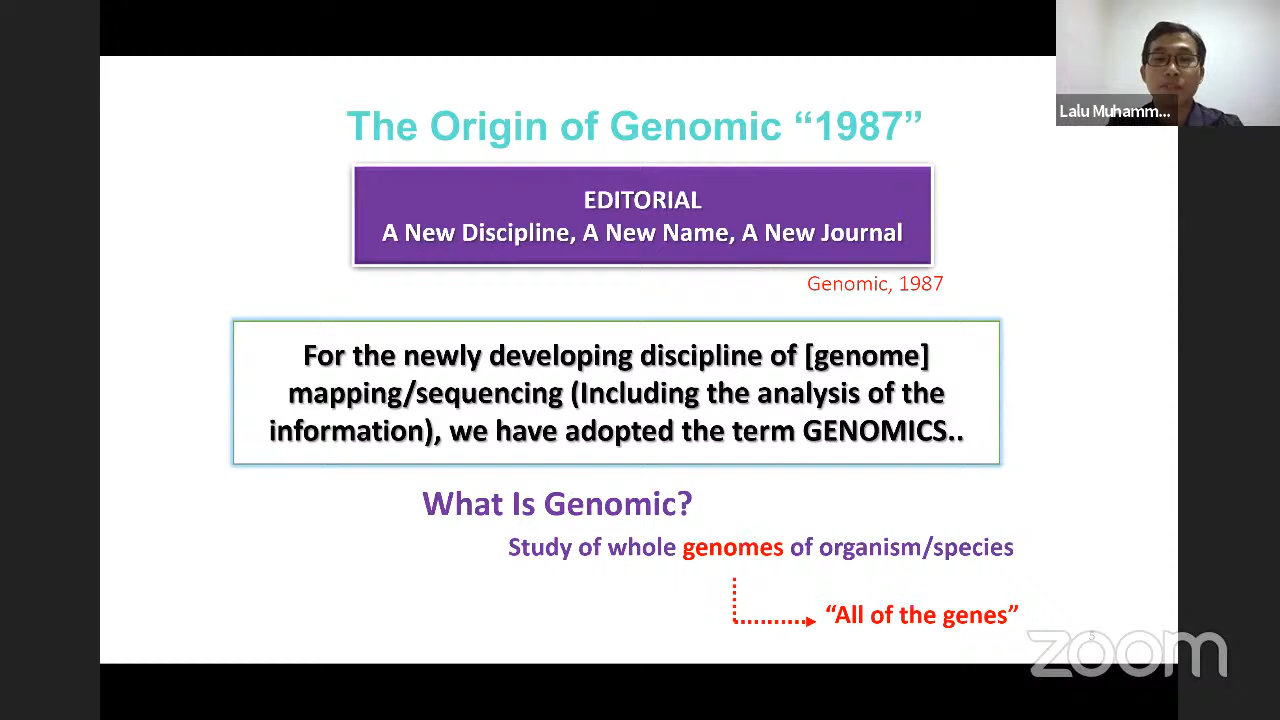 The Origin of Genomic “1987”
EDITORIAL
A New Discipline, A New Name, A New Journal
Genomic, 1987
For the newly developing discipline of [genome]
mapping/sequencing (Including the analysis of the
information), we have adopted the term GENOMICS..
What Is Genomic?
Study of whole genomes of organism/species
“All of the genes”
Lalu Muhamm...
zoom